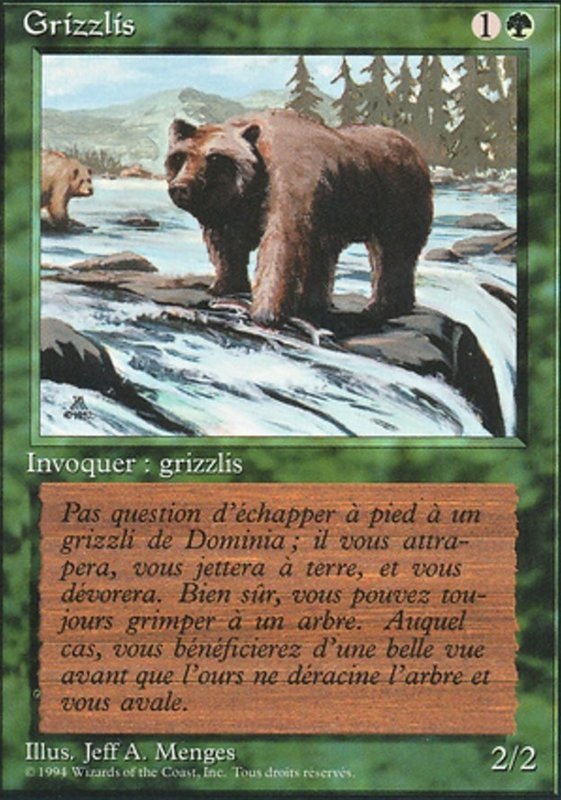 Grizzlis 1
Invoquer : grizzlis
Pas question d'échapper à pied à un
grizzli de Dominia ; il vous attra-
pera, vous jettera à terre, et vous
dévorera. Bien sûr, vous pouvez tou-
jours grimper à un arbre. Auquel
cas, vous bénéficierez d'une belle vue
avant que l'ours ne déracine l'arbre et
vous avale.
Illus. Jeff A. Menges 2/2
© 1994 Wizards of the Coast, Inc. Tous droits réservés.